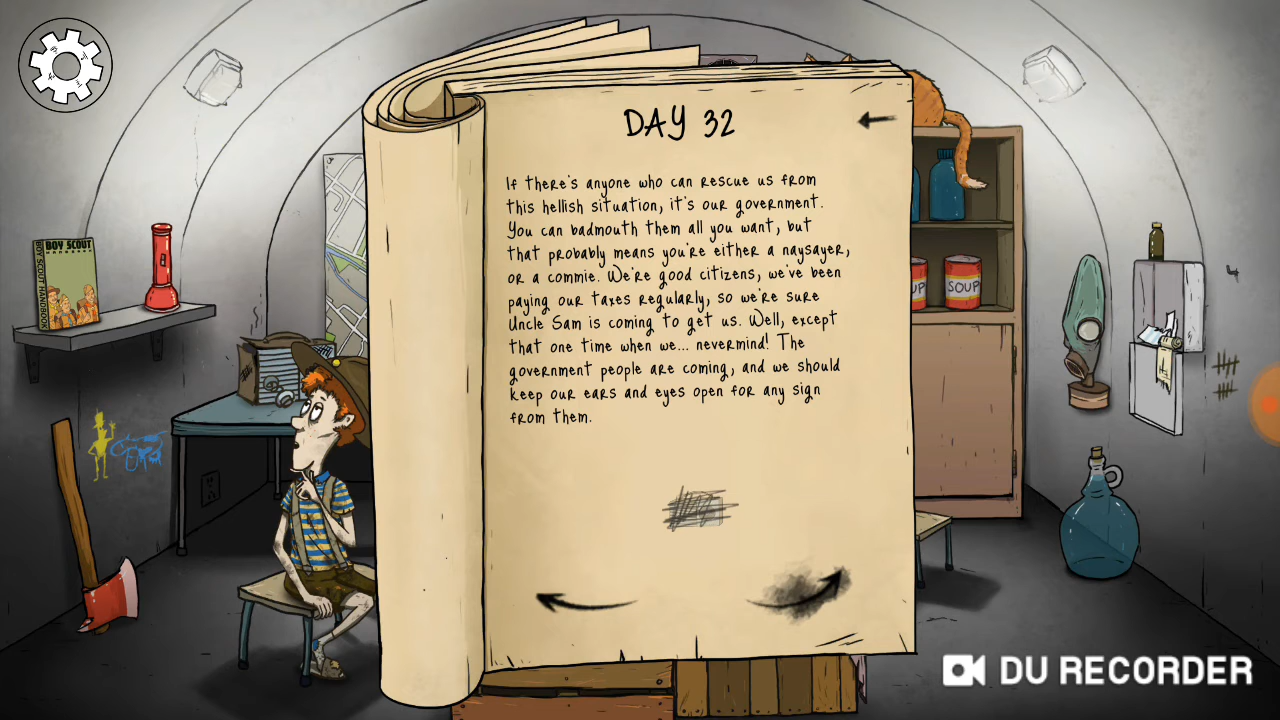 DAY 32
If there's anyone who can rescue us from
this hellish situation, it's our government.
You can badmouth them all you want, but
that probably means you're either a naysayer,
or a commie. We're good citizens, we've been
paying our taxes regularly, so we're sure
Uncle Sam is coming to get us. Well, except
that one time when we... nevermind! The
government people are coming, and we should
keep our ears and eyes open for any sign
from them.
BOY SCOUT
BOY SCOUT HANDBOOK
UP
SOUP
DU RECORDER